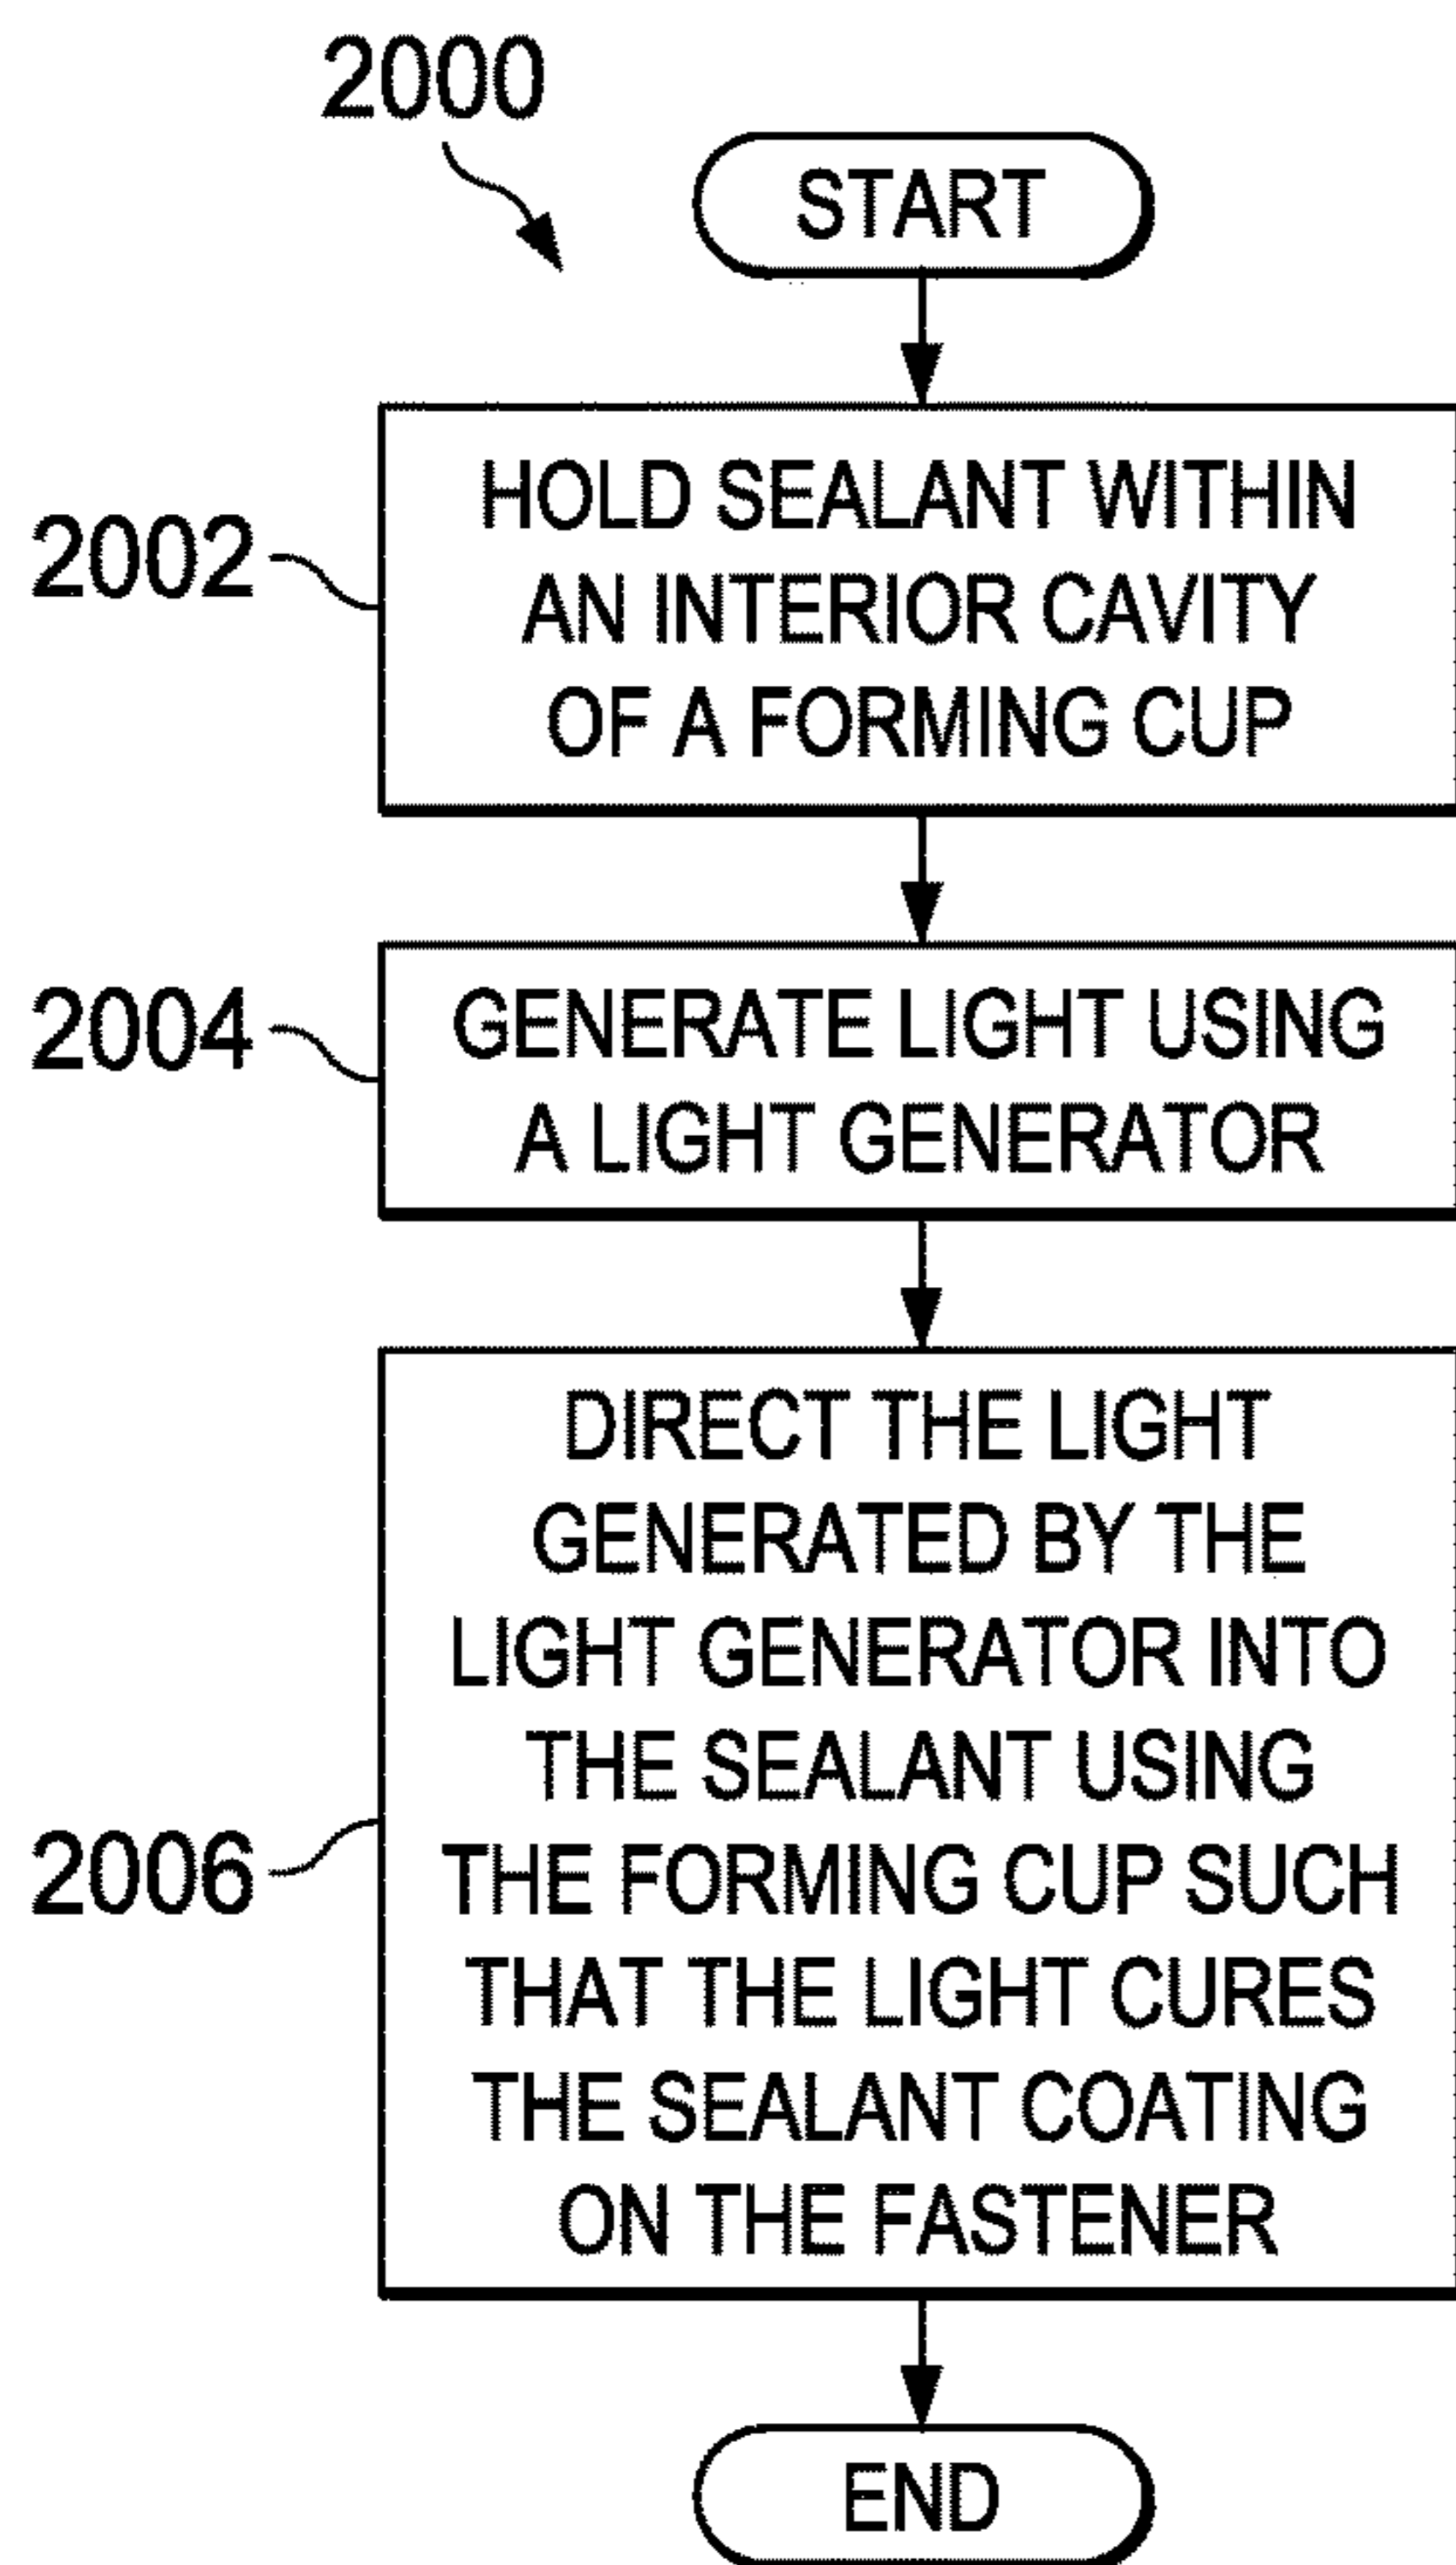 2000
START
2002
HOLD SEALANT WITHIN
AN INTERIOR CAVITY
OF A FORMING CUP
2004
GENERATE LIGHT USING
A LIGHT GENERATOR
2006
DIRECT THE LIGHT
GENERATED BY THE
LIGHT GENERATOR INTO
THE SEALANT USING
THE FORMING CUP SUCH
THAT THE LIGHT CURES
THE SEALANT COATING
ON THE FASTENER
END